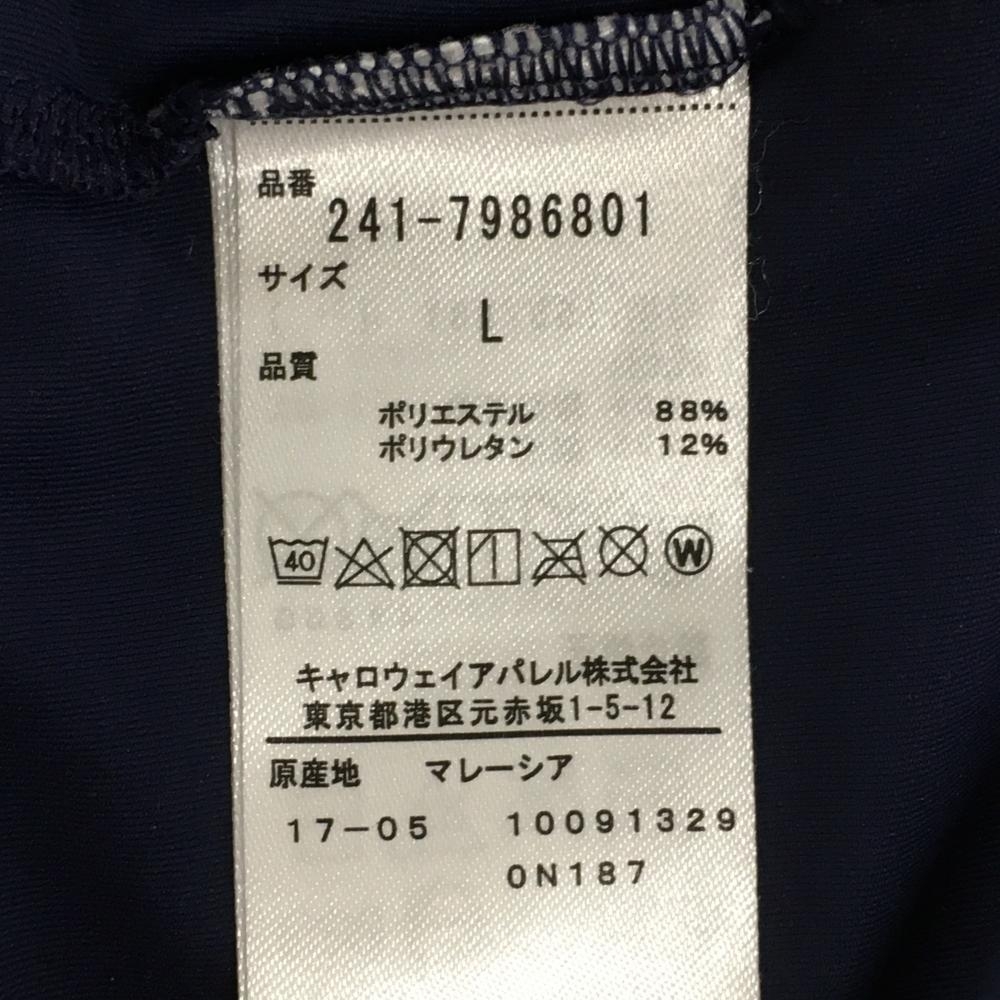 品番
241-7986801
サイズ
L
品質
ポリエステル 88%
ポリウレタン 12%
40 W
キャロウェイアパレル株式会社
東京都港区元赤坂1-5-12
原産地 マレーシア
17-05 10091329
0N187